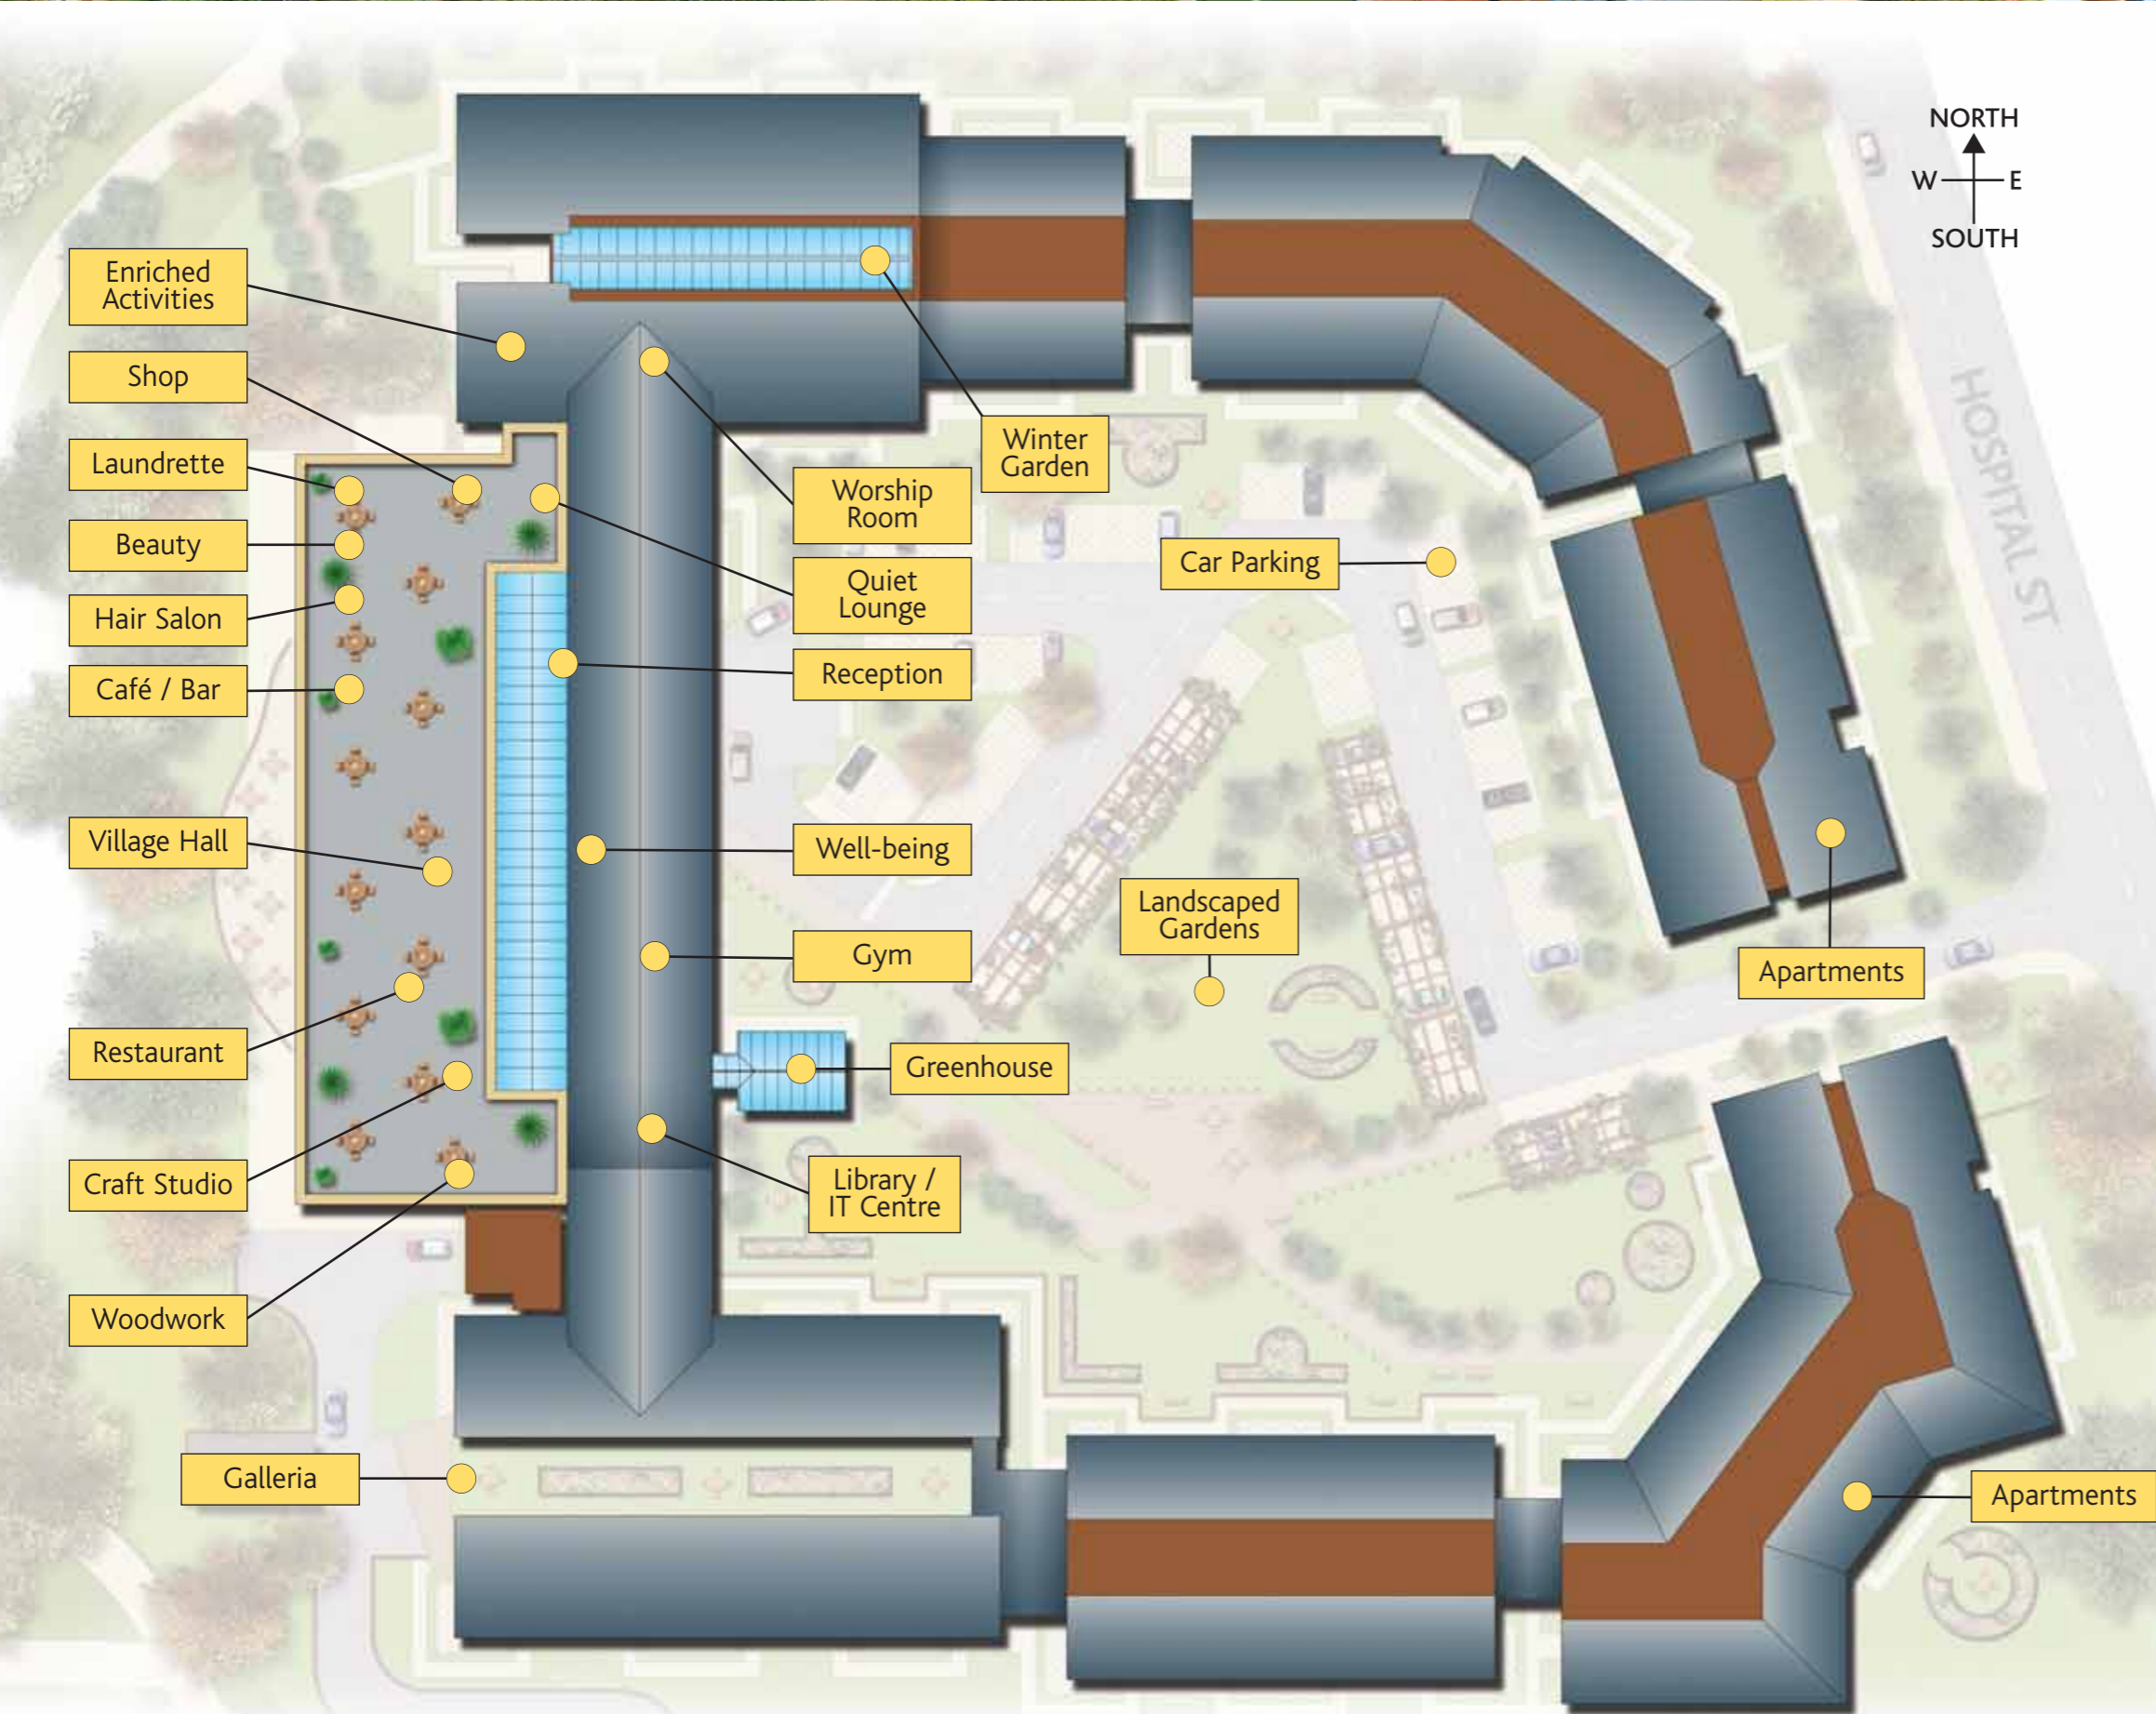 NORTH
W E
SOUTH
HOSPITAL ST
Enriched
Activities
Shop
Laundrette
Beauty
Hair Salon
Café / Bar
Village Hall
Restaurant
Craft Studio
Woodwork
Galleria
Winter
Garden
Worship
Room
Quiet
Lounge
Reception
Car Parking
Well-being
Gym
Landscaped
Gardens
Greenhouse
Library /
IT Centre
Apartments
Apartments